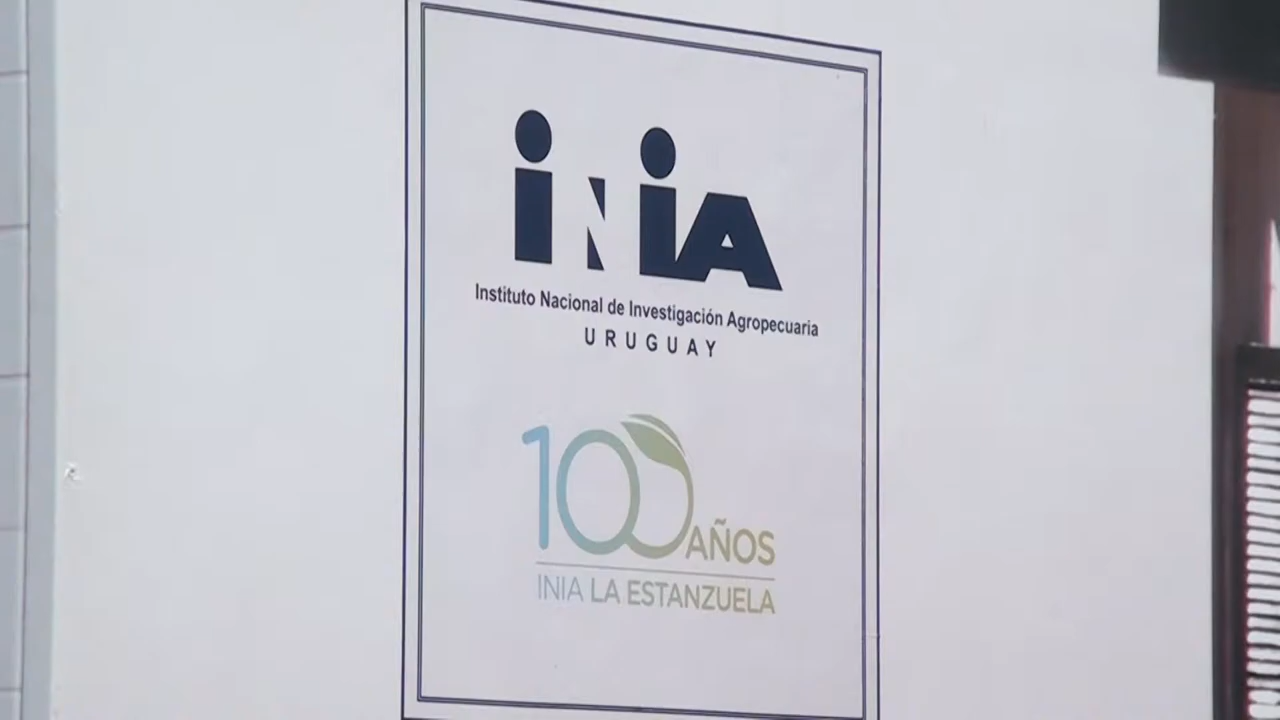 iNiA
Instituto Nacional de Investigación Agropecuaria
URUGUAY
100 AÑOS
INIA LA ESTANZUELA